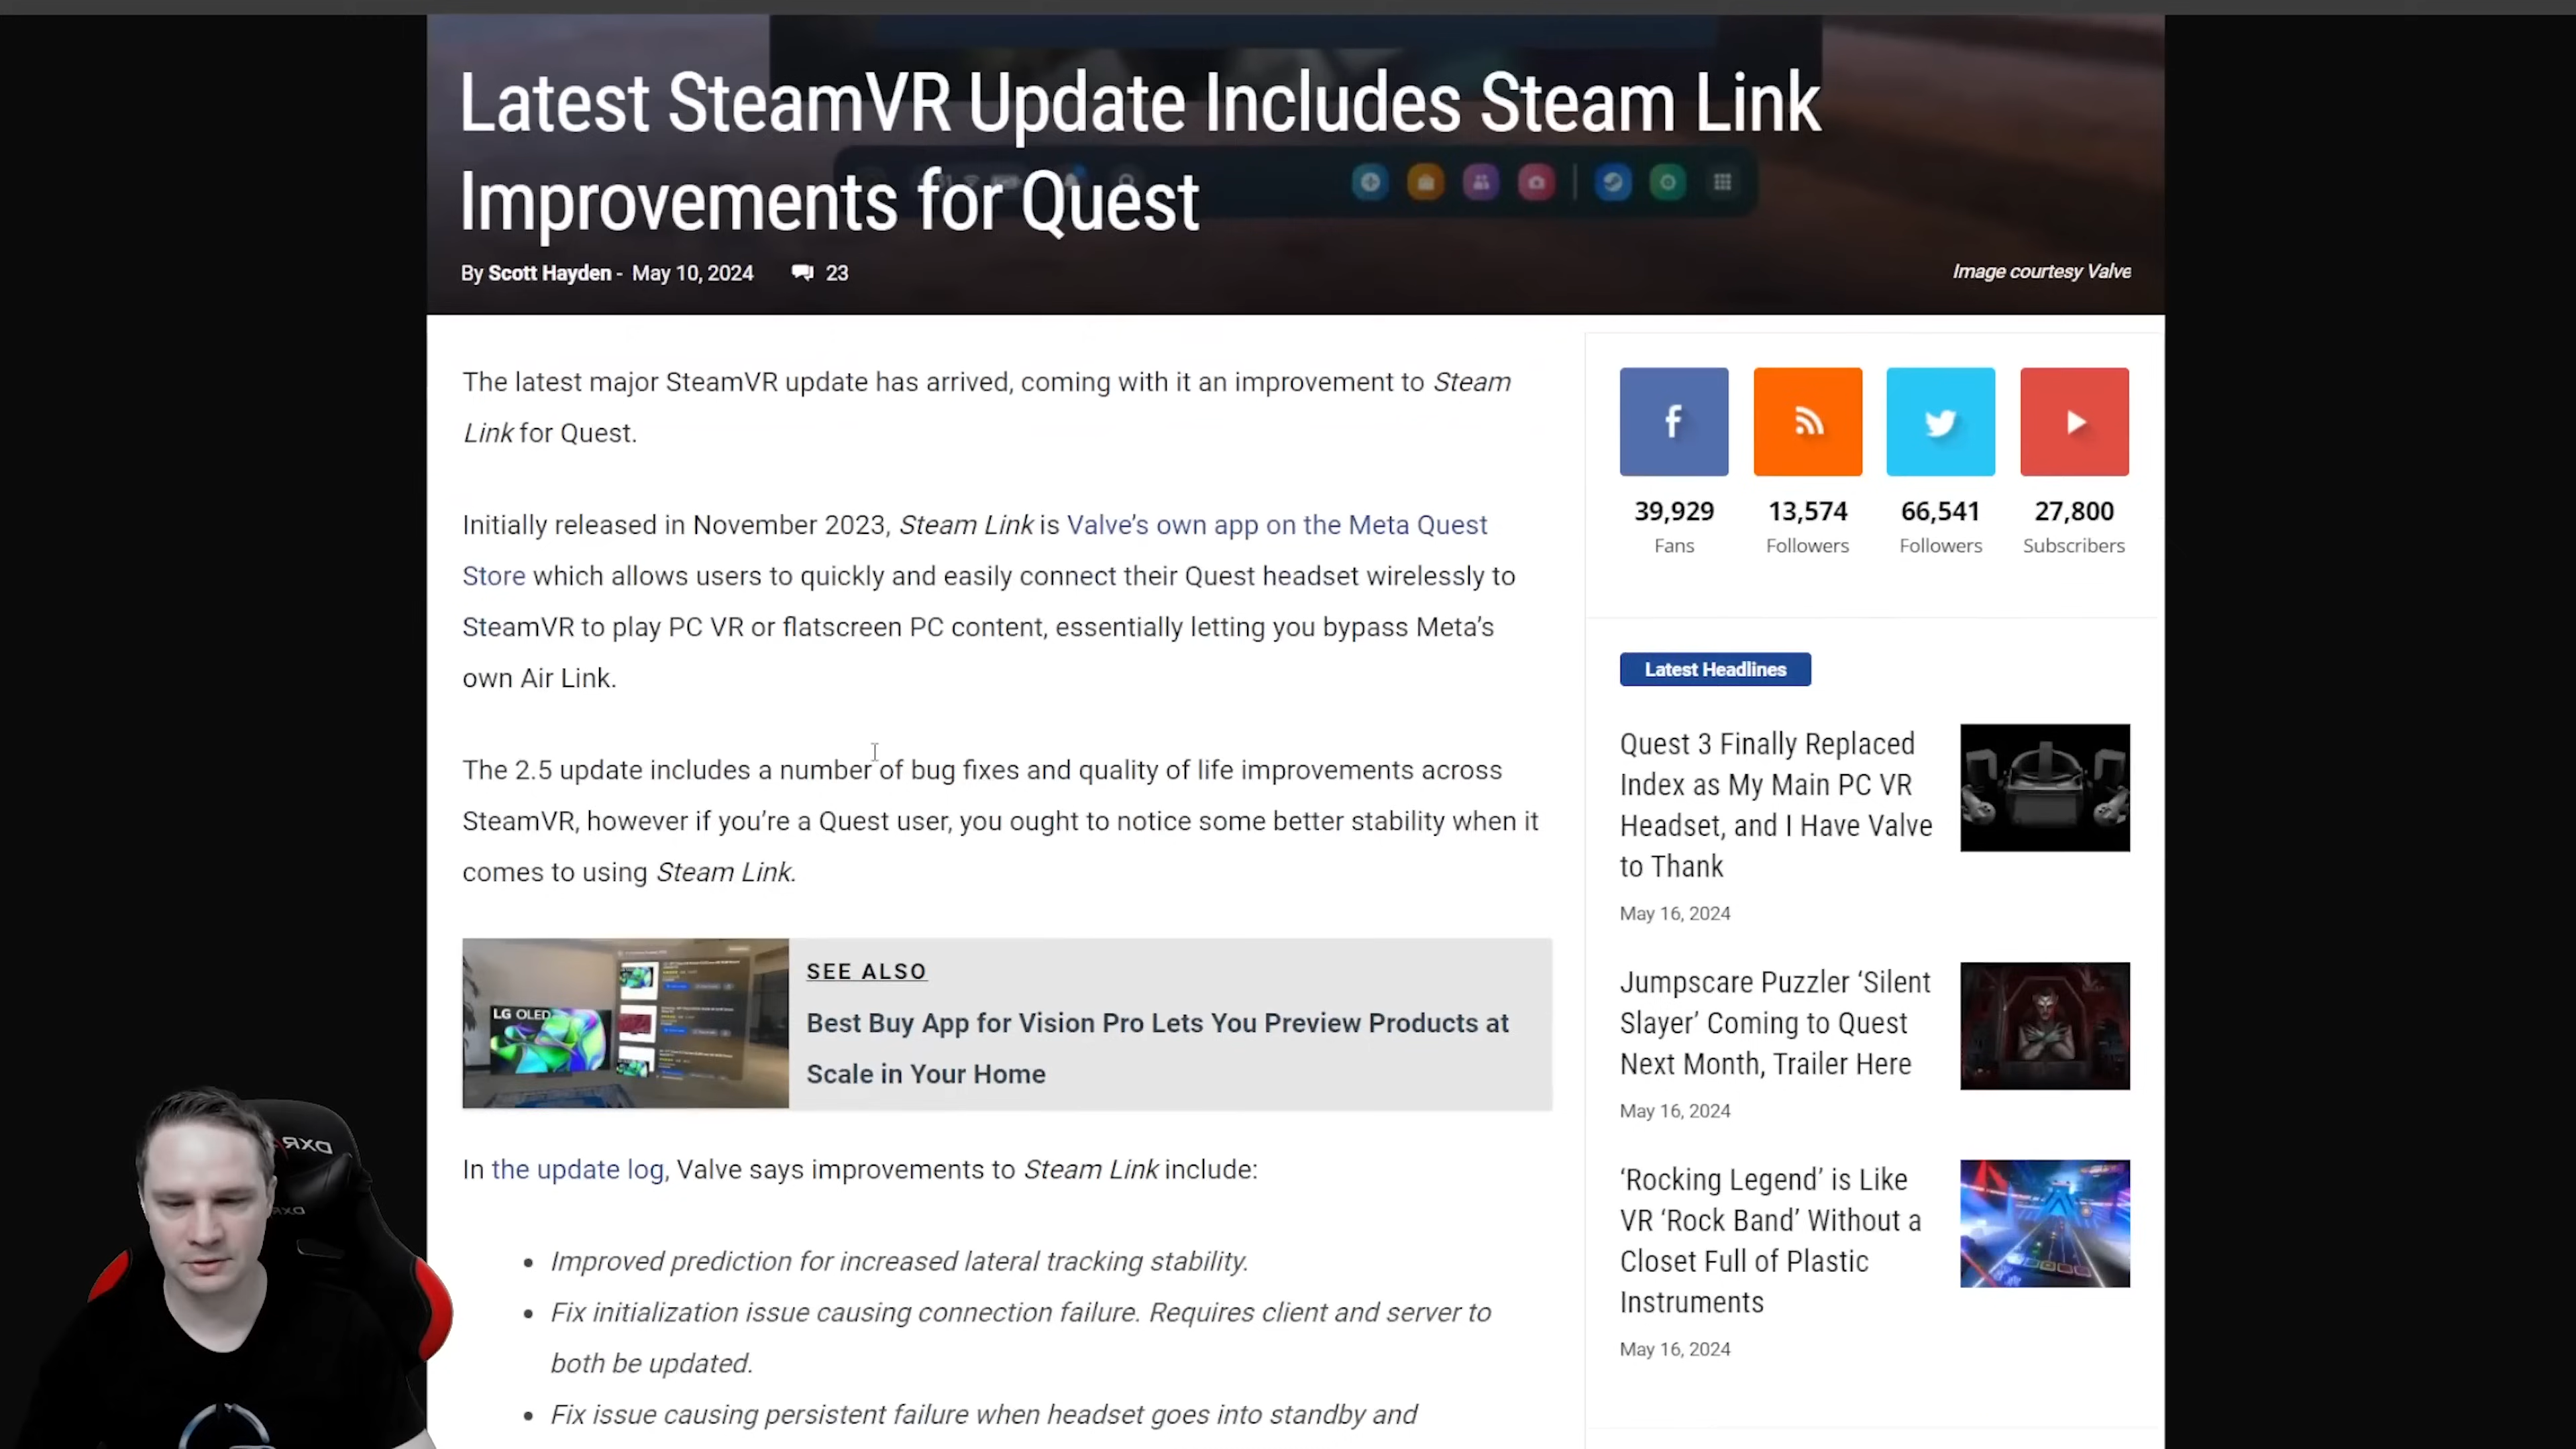 Latest SteamVR Update Includes Steam Link
Improvements for Quest
By Scott Hayden - May 10, 2024 23
Image courtesy Valve
The latest major SteamVR update has arrived, coming with it an improvement to Steam
Link for Quest.
Initially released in November 2023, Steam Link is Valve’s own app on the Meta Quest
Store which allows users to quickly and easily connect their Quest headset wirelessly to
SteamVR to play PC VR or flatscreen PC content, essentially letting you bypass Meta’s
own Air Link.
The 2.5 update includes a number of bug fixes and quality of life improvements across
SteamVR, however if you’re a Quest user, you ought to notice some better stability when it
comes to using Steam Link.
LG OLED
SEE ALSO
Best Buy App for Vision Pro Lets You Preview Products at
Scale in Your Home
In the update log, Valve says improvements to Steam Link include:
• Improved prediction for increased lateral tracking stability.
• Fix initialization issue causing connection failure. Requires client and server to
both be updated.
• Fix issue causing persistent failure when headset goes into standby and
39,929 13,574 66,541 27,800
Fans Followers Followers Subscribers
Latest Headlines
Quest 3 Finally Replaced
Index as My Main PC VR
Headset, and I Have Valve
to Thank
May 16, 2024
Jumpscare Puzzler ‘Silent
Slayer’ Coming to Quest
Next Month, Trailer Here
May 16, 2024
‘Rocking Legend’ is Like
VR ‘Rock Band’ Without a
Closet Full of Plastic
Instruments
May 16, 2024